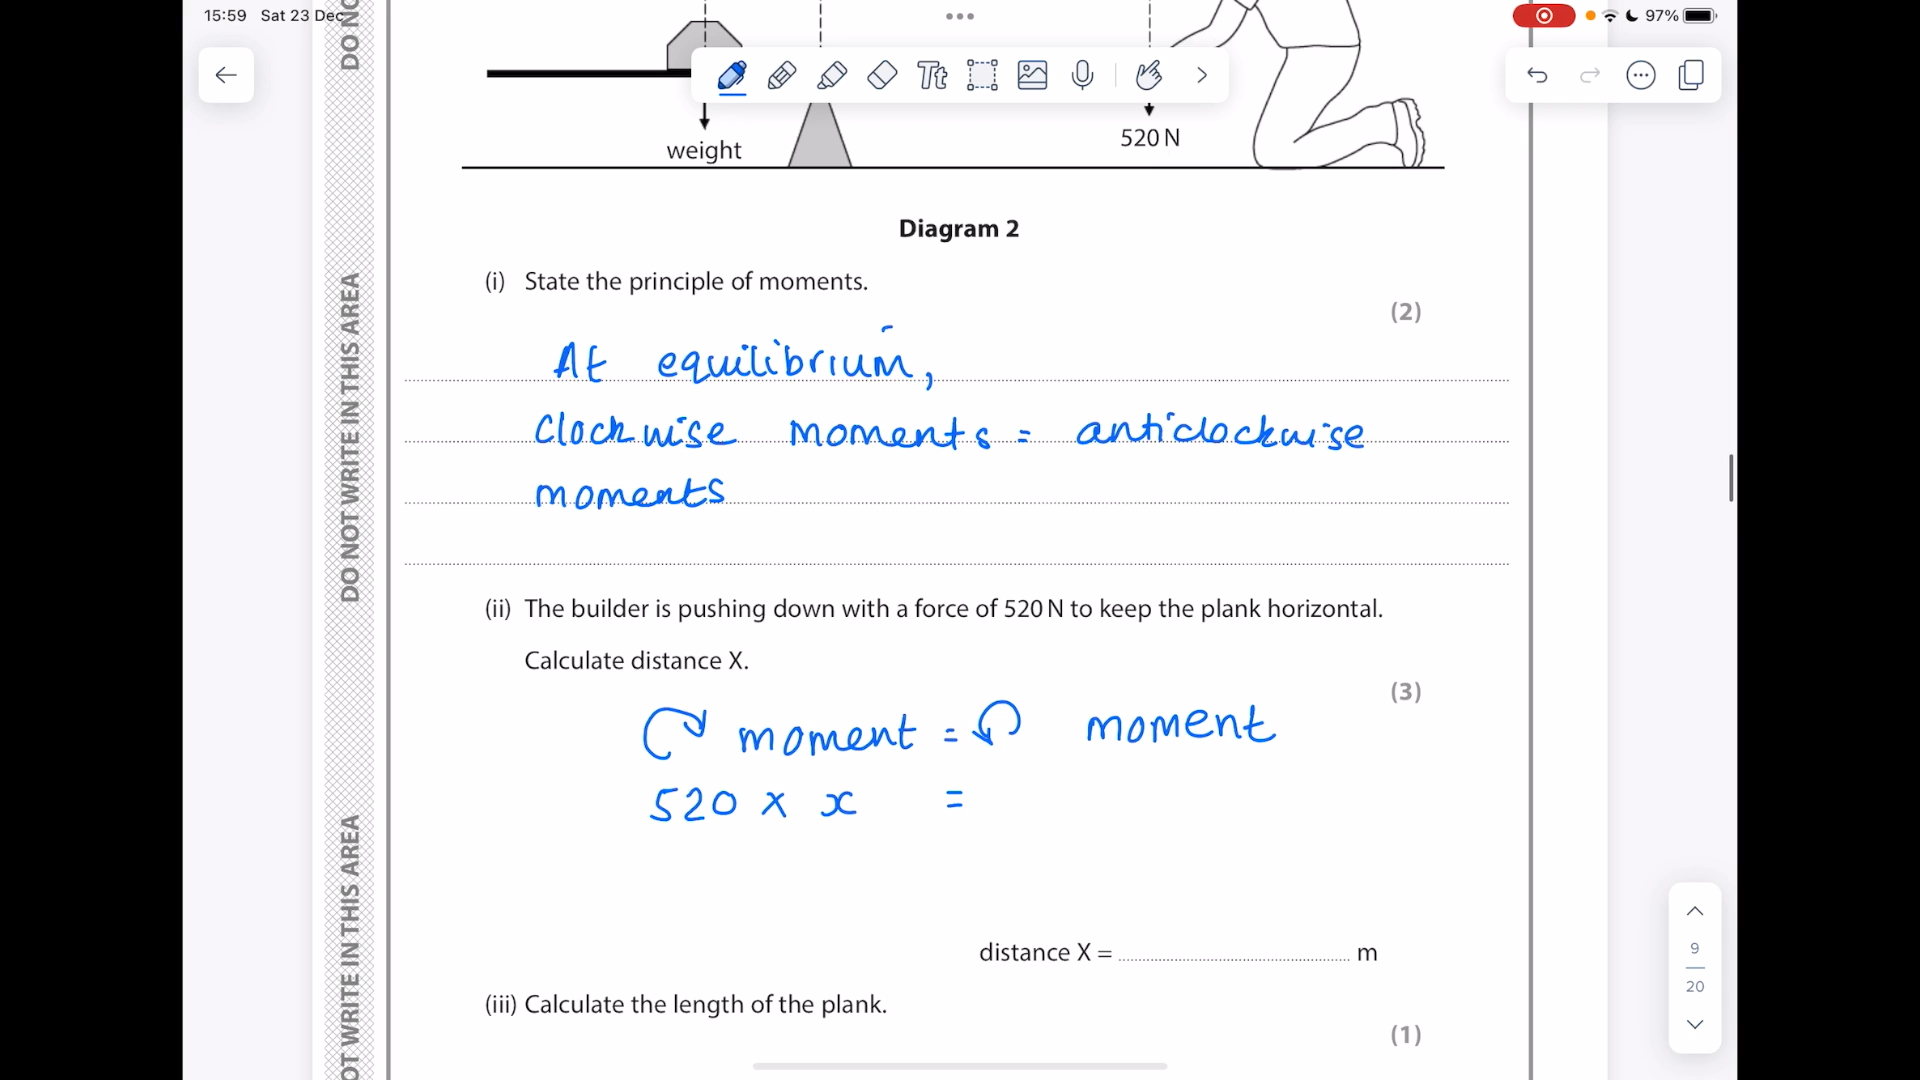 15:59 Sat 23 Dec
97%
DO NO
Tt
weight
520 N
Diagram 2
(i) State the principle of moments.
(2)
At equilibrium,
clockwise moments = anticlockwise
moments
DO NOT WRITE IN THIS AREA
(ii) The builder is pushing down with a force of 520 N to keep the plank horizontal.
Calculate distance X.
(3)
moment = moment
520 × x =
distance X = m
(iii) Calculate the length of the plank.
(1)
OT WRITE IN THIS AREA
9
20